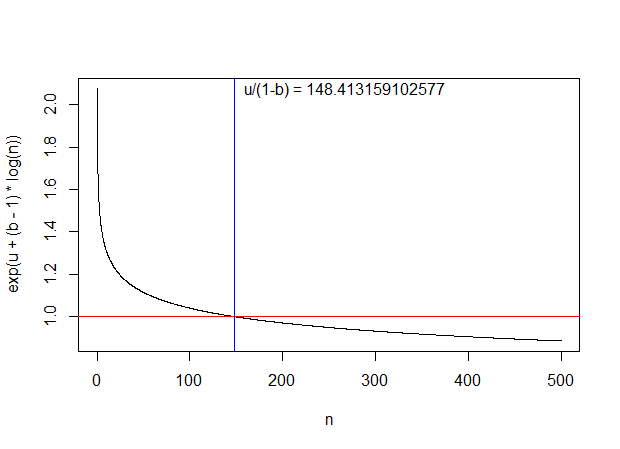 u/(1-b) = 148.413159102577
exp(u + (b - 1) * log(n))
2.0
1.8
1.6
1.4
1.2
1.0
0 100 200 300 400 500
n